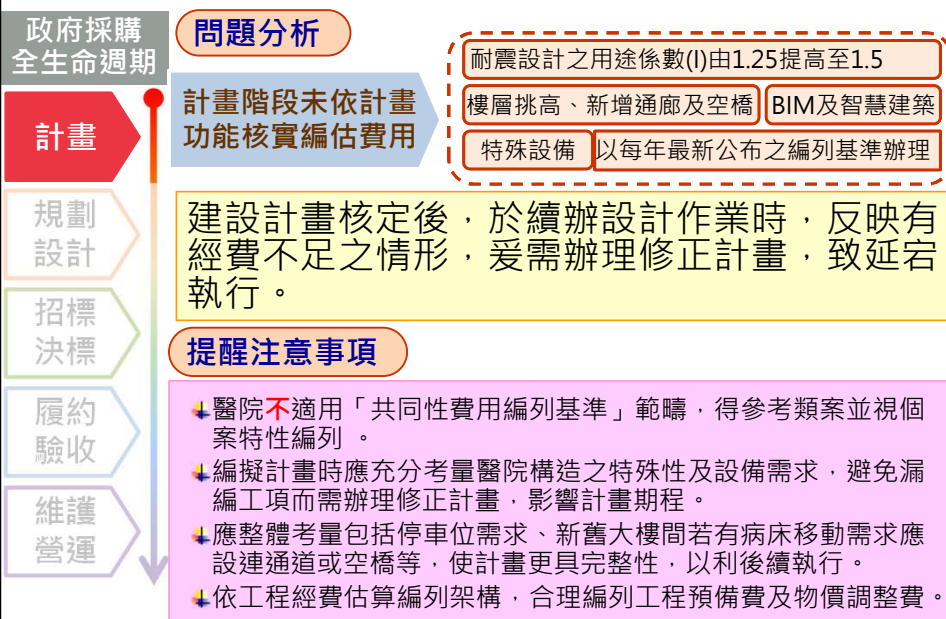 政府採購
全生命週期
計畫
規劃
設計
招標
決標
履約
驗收
維護
營運
問題分析
計畫階段未依計畫
功能核實編估費用
耐震設計之用途係數(I)由1.25提高至1.5
樓層挑高、新增通廊及空橋
BIM及智慧建築
特殊設備
以每年最新公布之編列基準辦理
建設計畫核定後，於續辦設計作業時，反映有
經費不足之情形，爰需辦理修正計畫，致延宕
執行。
提醒注意事項
醫院不適用「共同性費用編列基準」範疇，得參考類案並視個
案特性編列 。
編擬計畫時應充分考量醫院構造之特殊性及設備需求，避免漏
編工項而需辦理修正計畫，影響計畫期程。
應整體考量包括停車位需求、新舊大樓間若有病床移動需求應
設連通道或空橋等，使計畫更具完整性，以利後續執行。
依工程經費估算編列架構，合理編列工程預備費及物價調整費。